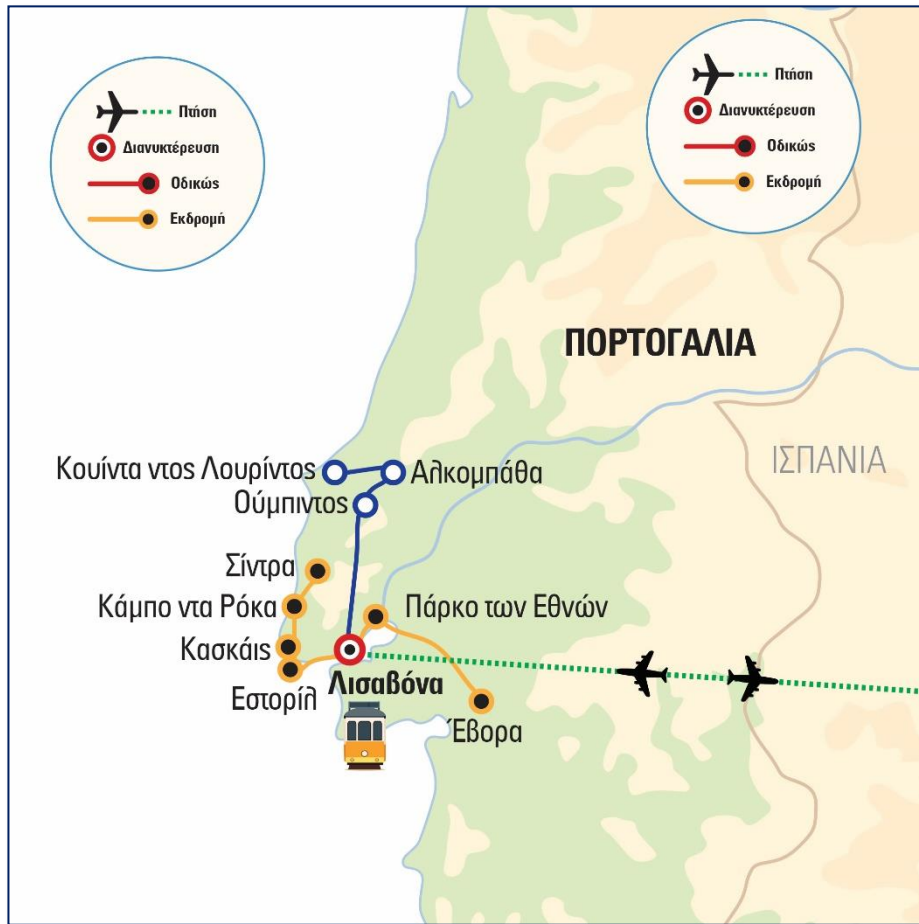 Πτήση
Διανυκτέρευση
Οδικώς
Εκδρομή
Πτήση
Διανυκτέρευση
Οδικώς
Εκδρομή
ΠΟΡΤΟΓΑΛΙΑ
ΙΣΠΑΝΙΑ
Κουίντα ντος Λουρίντος
Αλκομπάθα
Ούμπιντος
Σίντρα
Κάμπο ντα Ρόκα
Πάρκο των Εθνών
Κασκάις
Εστορίλ
Λισαβόνα
Έβορα